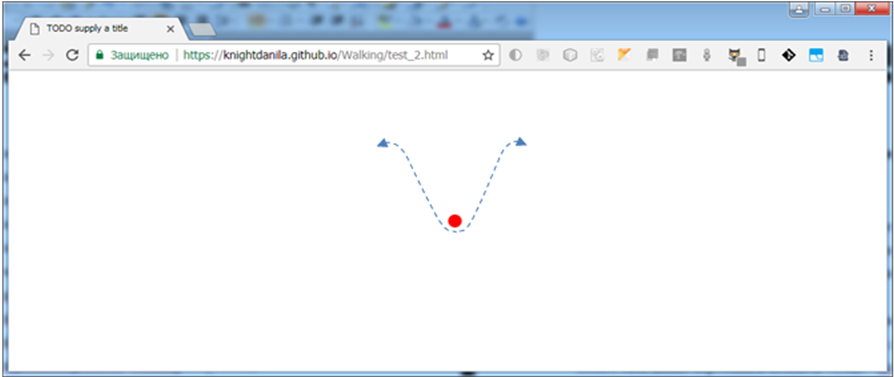 TODO supply a title
Защищено | https://knightdanila.github.io/Walking/test_2.html